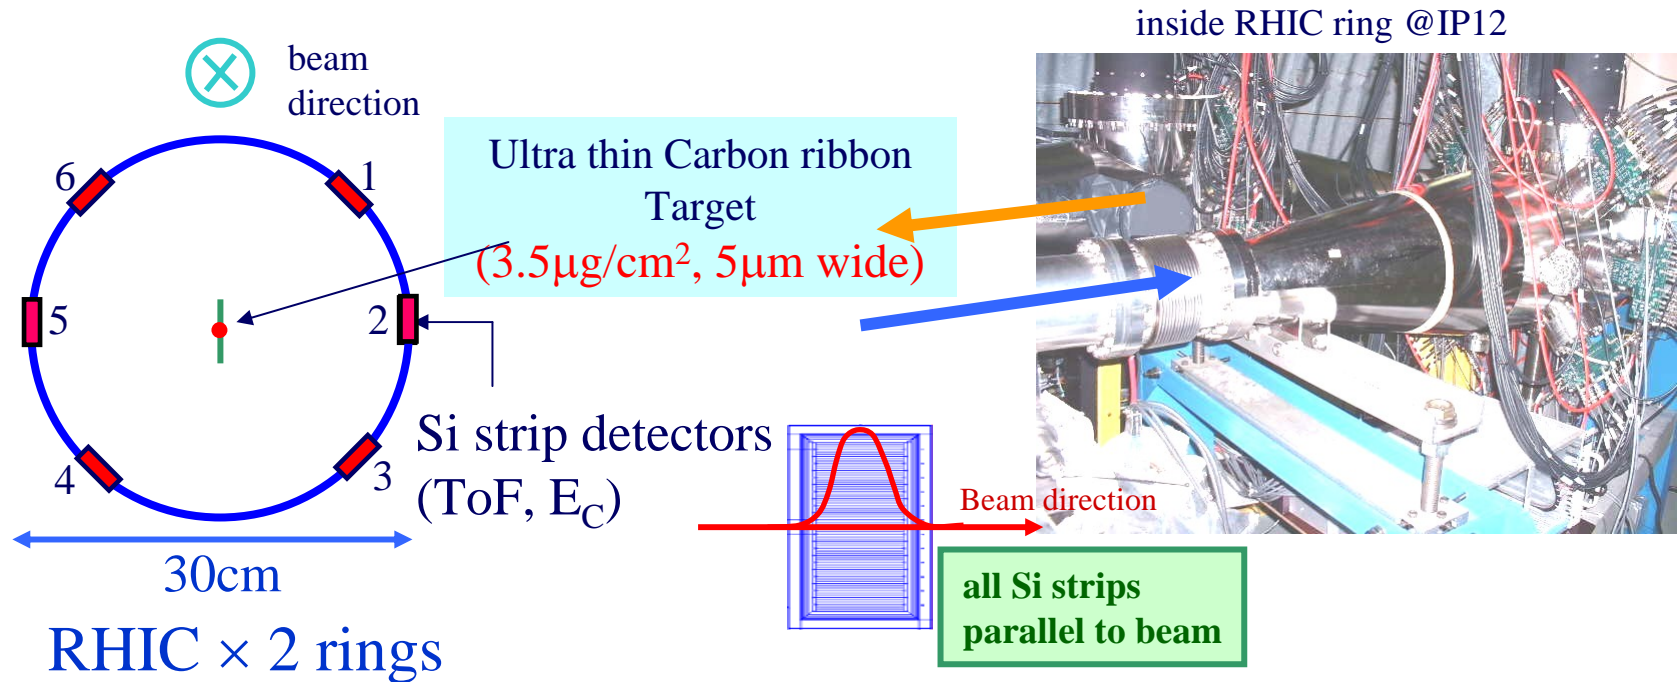 inside RHIC ring @IP12
beam
direction
Ultra thin Carbon ribbon
Target
(3.5μg/cm², 5μm wide)
6
1
5
2
4
3
Si strip detectors
(ToF, E_C)
Beam direction
all Si strips
parallel to beam
30cm
RHIC × 2 rings